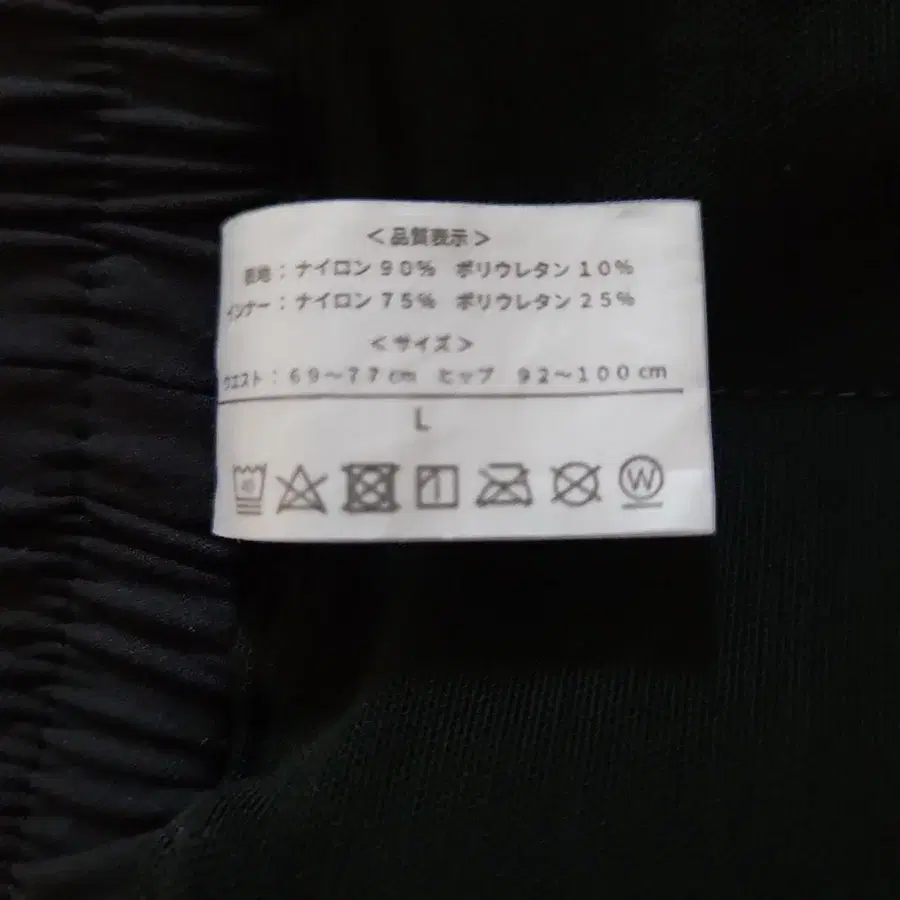 <品質表示>
表地：ナイロン90% ポリウレタン10%
インナー：ナイロン75% ポリウレタン25%
<サイズ>
ウエスト：69～77cm ヒップ 92～100cm
L
40
W